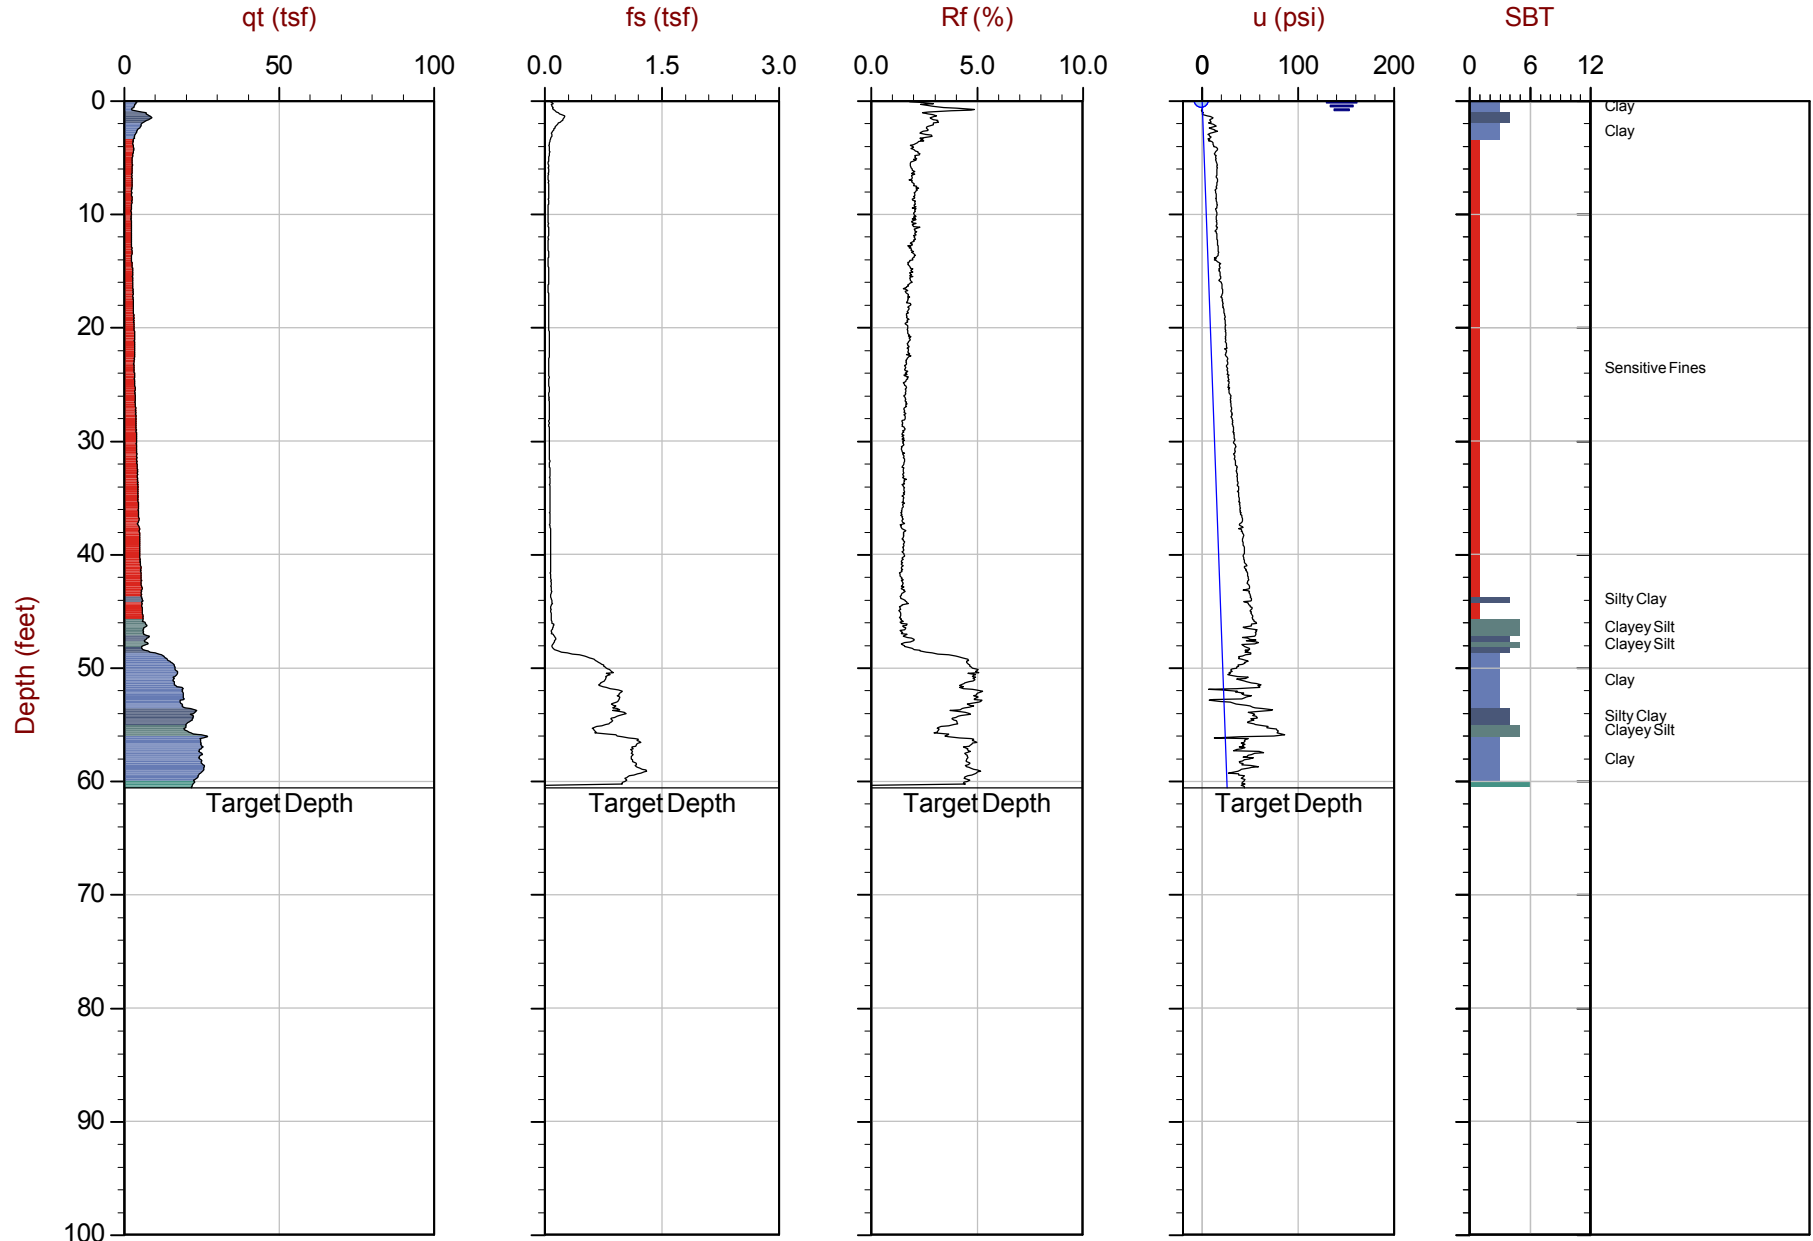 qt (tsf) fs (tsf) Rf (%) u (psi) SBT
0 50 100 0.0 1.5 3.0 0.0 5.0 10.0 0 100 200 0 6 12
0
Clay
Clay
10
20
Sensitive Fines
30
40
Silty Clay
Clayey Silt
Clayey Silt
50
Clay
Silty Clay
Clayey Silt
Clay
60
Target Depth Target Depth Target Depth Target Depth
70
80
90
100
Depth (feet)